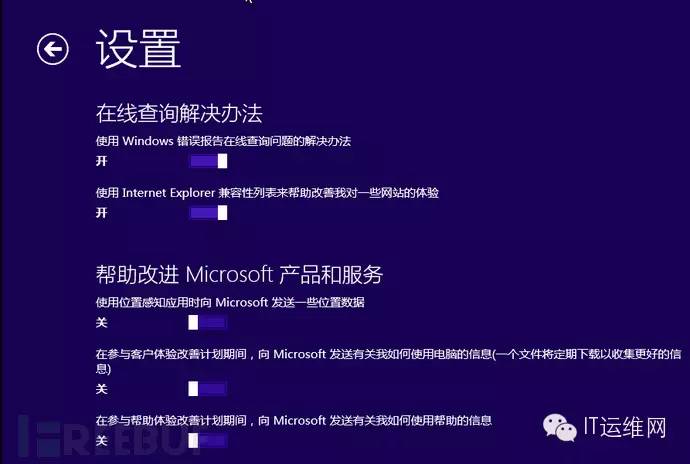 设置
在线查询解决办法
使用 Windows 错误报告在线查询问题的解决办法
开
使用 Internet Explorer 兼容性列表来帮助改善我对一些网站的体验
开
帮助改进 Microsoft 产品和服务
使用位置感知应用时向 Microsoft 发送一些位置数据
关
在参与客户体验改善计划期间，向 Microsoft 发送有关我如何使用电脑的信息(一个文件将定期下载以收集更好的信
息)
关
在参与帮助体验改善计划期间，向 Microsoft 发送有关我如何使用帮助的信息
关
FREEBUF
IT运维网